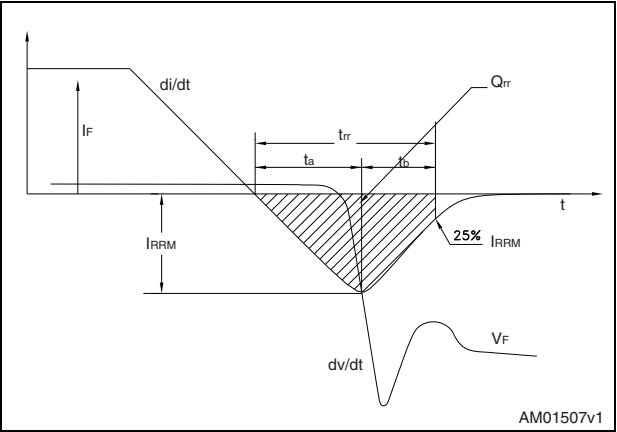 di/dt
Qrr
IF
trr
ta
tb
t
IRRM
25% IRRM
VF
dv/dt
AM01507v1